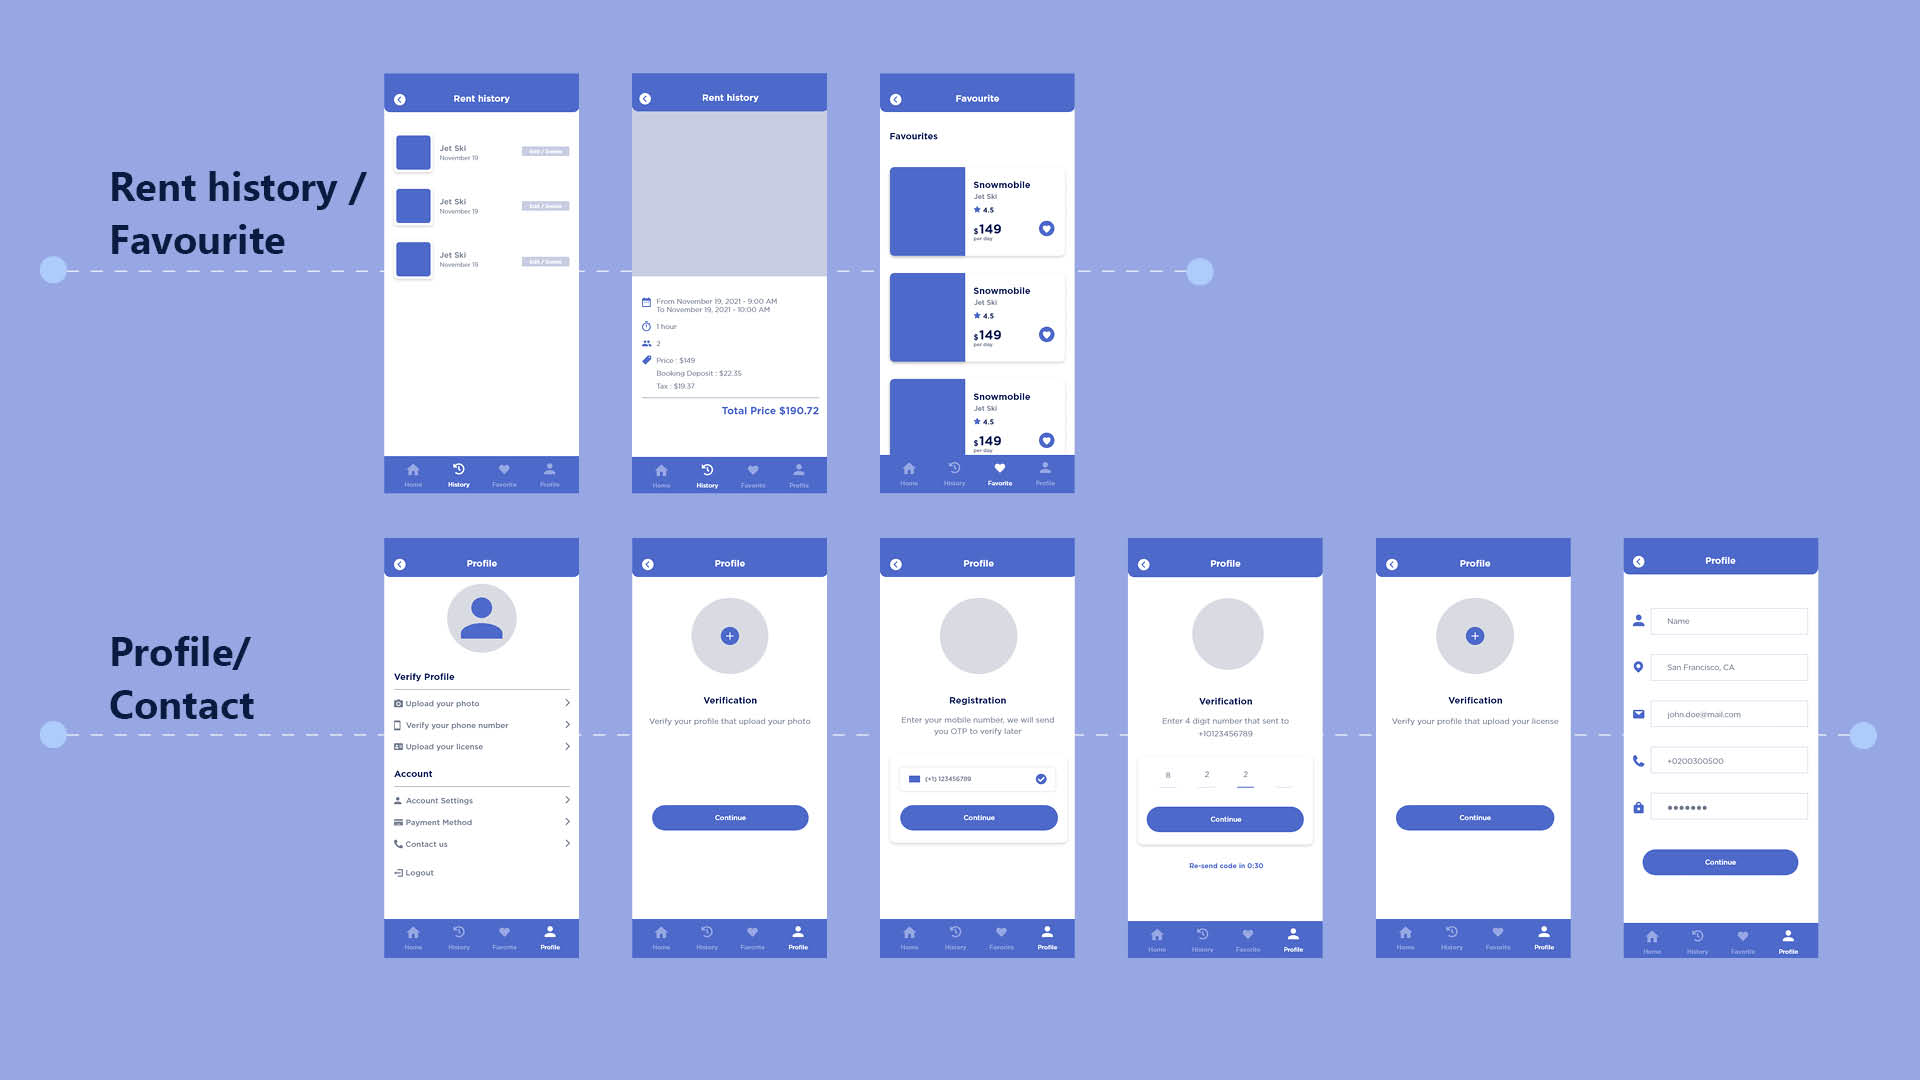 Rent history /
Favourite
Rent history
Jet Ski
November 19
Edit / Delete
Jet Ski
November 19
Edit / Delete
Jet Ski
November 19
Edit / Delete
Home
History
Favorite
Profile
Rent history
From November 19, 2021 - 9:00 AM
To November 19, 2021 - 10:00 AM
1 hour
2
Price : $149
Booking Deposit : $22.35
Tax : $19.37
Total Price $190.72
Home
History
Favorite
Profile
Favourite
Favourites
Snowmobile
Jet Ski
4.5
$149
per day
Snowmobile
Jet Ski
4.5
$149
per day
Snowmobile
Jet Ski
4.5
$149
per day
Home
History
Favorite
Profile
Profile/
Contact
Profile
Verify Profile
Upload your photo
Verify your phone number
Upload your license
Account
Account Settings
Payment Method
Contact us
Logout
Home
History
Favorite
Profile
Profile
Verification
Verify your profile that upload your photo
Continue
Home
History
Favorite
Profile
Profile
Registration
Enter your mobile number, we will send
you OTP to verify later
(+1) 123456789
Continue
Home
History
Favorite
Profile
Profile
Verification
Enter 4 digit number that sent to
+10123456789
8 2 2
Continue
Re-send code in 0:30
Home
History
Favorite
Profile
Profile
Verification
Verify your profile that upload your license
Continue
Home
History
Favorite
Profile
Profile
Name
San Francisco, CA
john.doe@mail.com
+0200300500
Continue
Home
History
Favorite
Profile